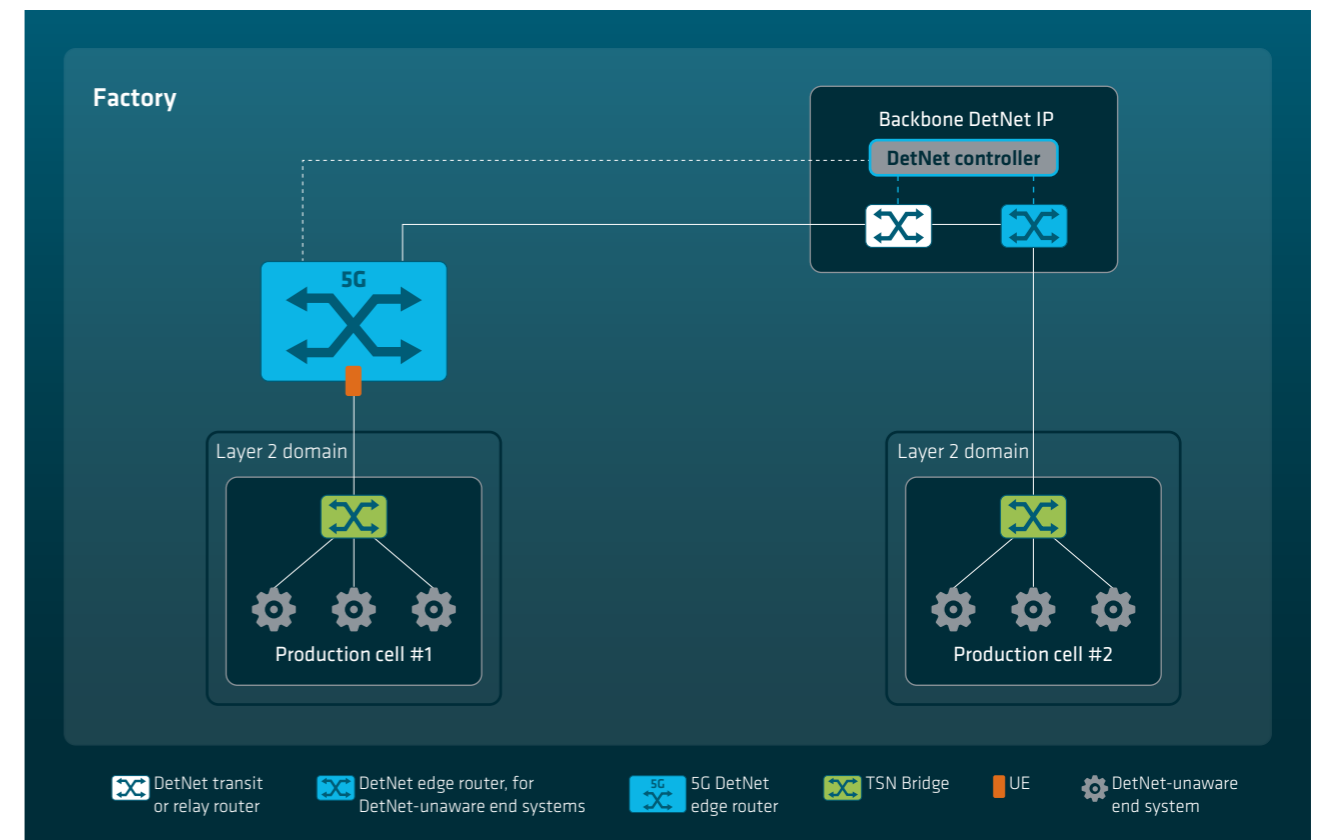 Factory
Backbone DetNet IP
DetNet controller
5G
Layer 2 domain
Layer 2 domain
Production cell #1
Production cell #2
DetNet transit
or relay router
DetNet edge router, for
DetNet-unaware end systems
5G
5G DetNet
edge router
TSN Bridge
UE
DetNet-unaware
end system